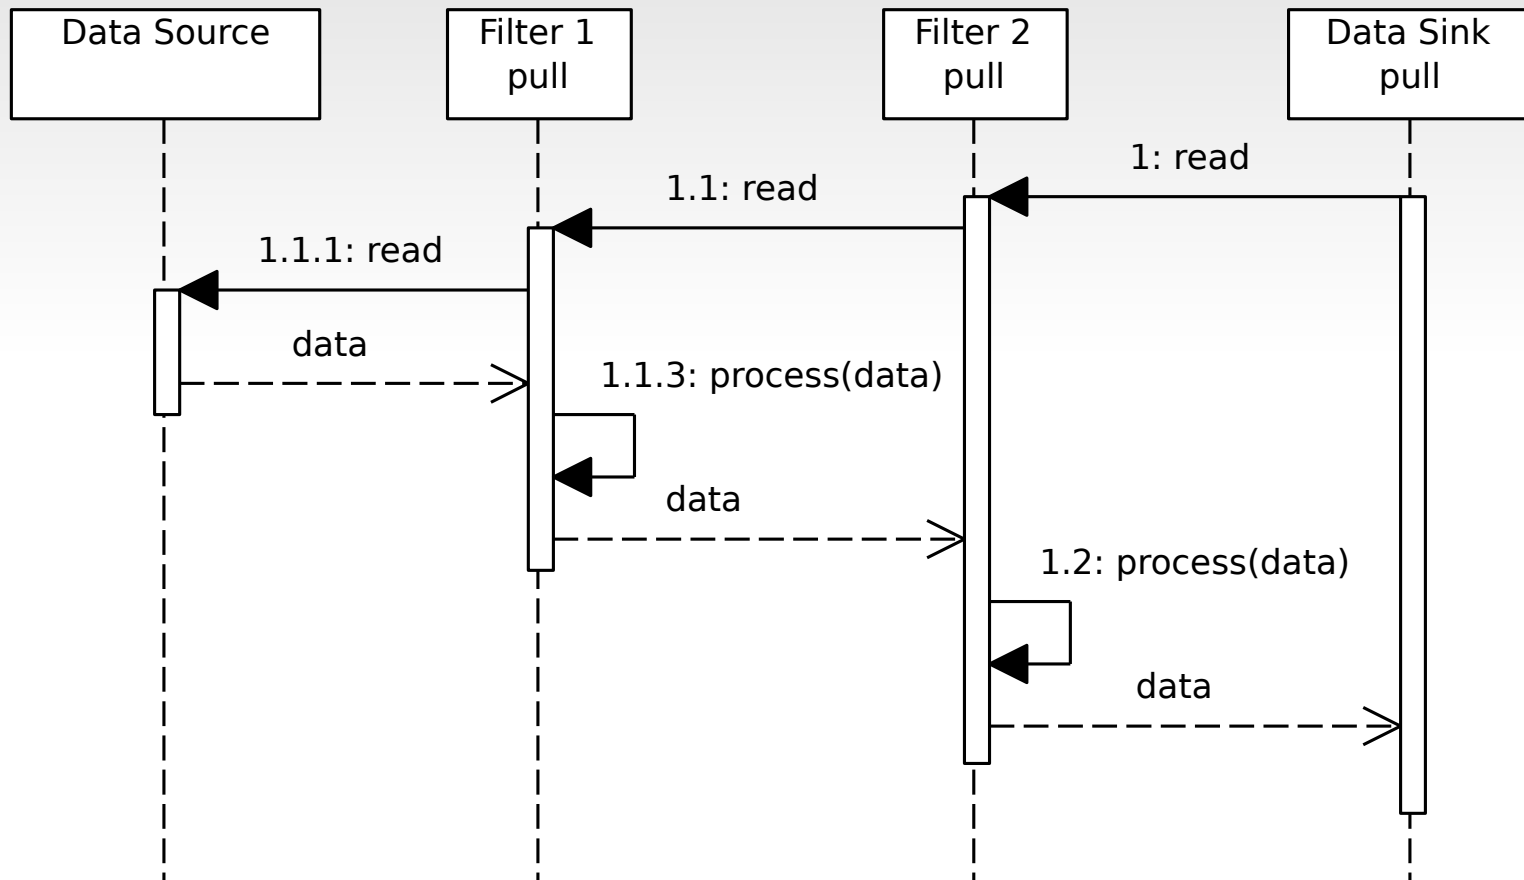 Data Source
Filter 1
pull
Filter 2
pull
Data Sink
pull
1: read
1.1: read
1.1.1: read
data
1.1.3: process(data)
data
1.2: process(data)
data